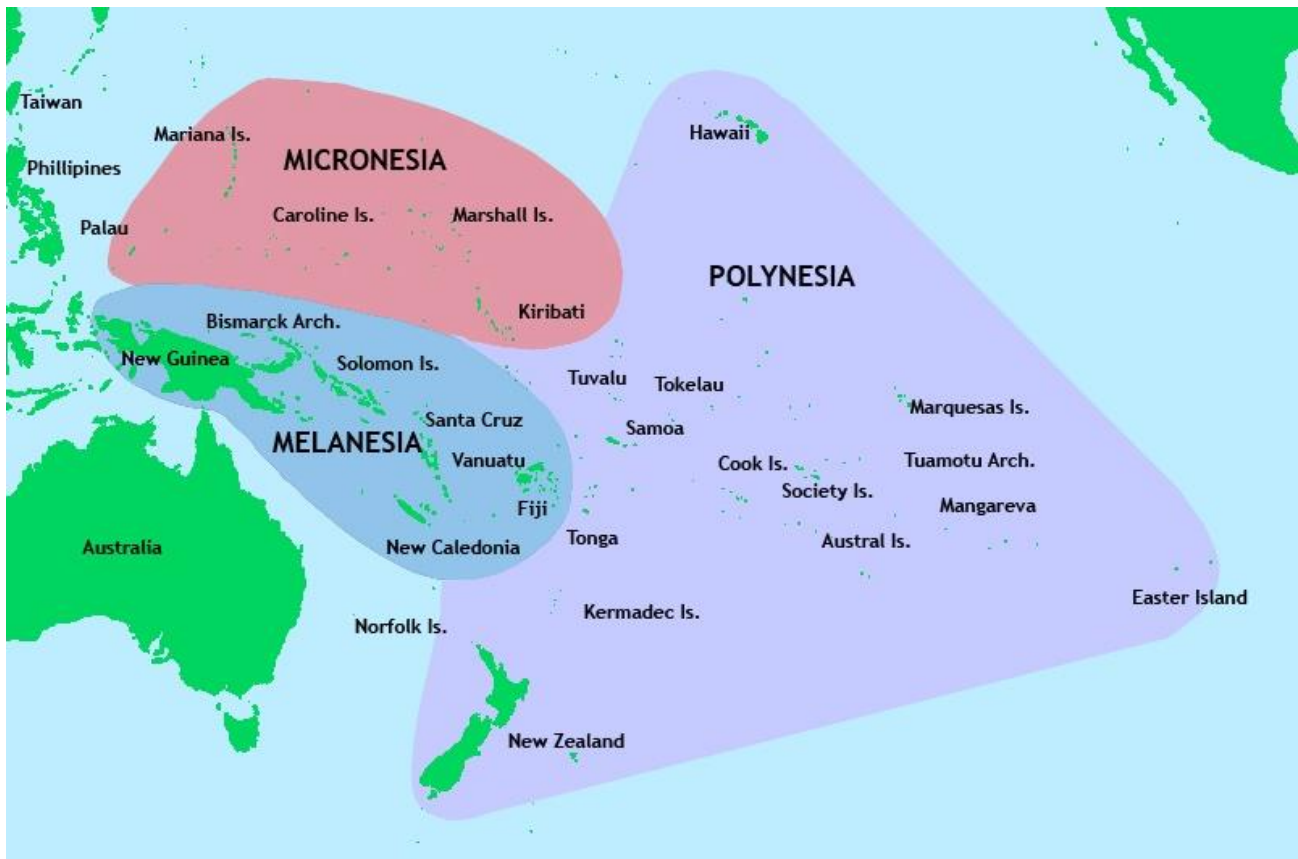 Taiwan
Hawaii
Mariana Is.
MICRONESIA
Phillipines
Caroline Is.
Marshall Is.
Palau
POLYNESIA
Kiribati
Bismarck Arch.
New Guinea
Solomon Is.
Tuvalu
Tokelau
Marquesas Is.
Santa Cruz
Samoa
MELANESIA
Vanuatu
Cook Is.
Tuamotu Arch.
Society Is.
Fiji
Mangareva
Tonga
Austral Is.
Australia
New Caledonia
Easter Island
Kermadec Is.
Norfolk Is.
New Zealand